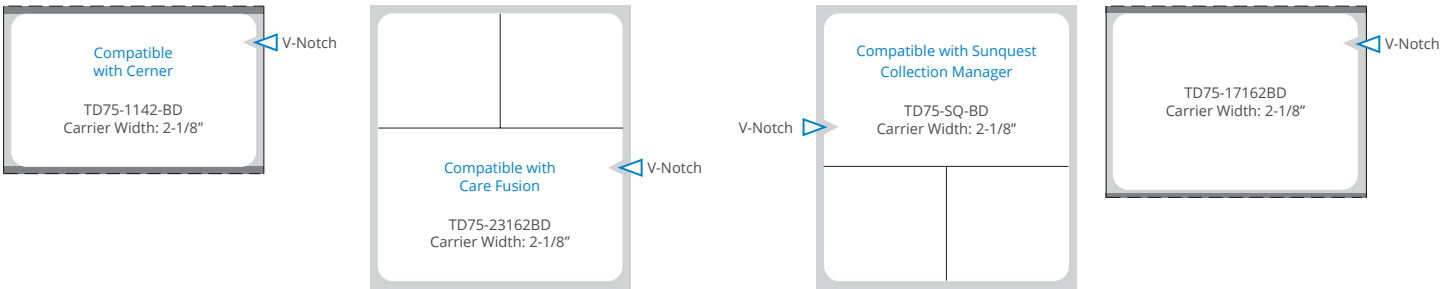 Compatible
with Cerner
TD75-1142-BD
Carrier Width: 2-1/8”
V-Notch
Compatible with
Care Fusion
TD75-23162BD
Carrier Width: 2-1/8”
V-Notch
Compatible with Sunquest
Collection Manager
TD75-SQ-BD
Carrier Width: 2-1/8”
V-Notch
TD75-17162BD
Carrier Width: 2-1/8”
V-Notch